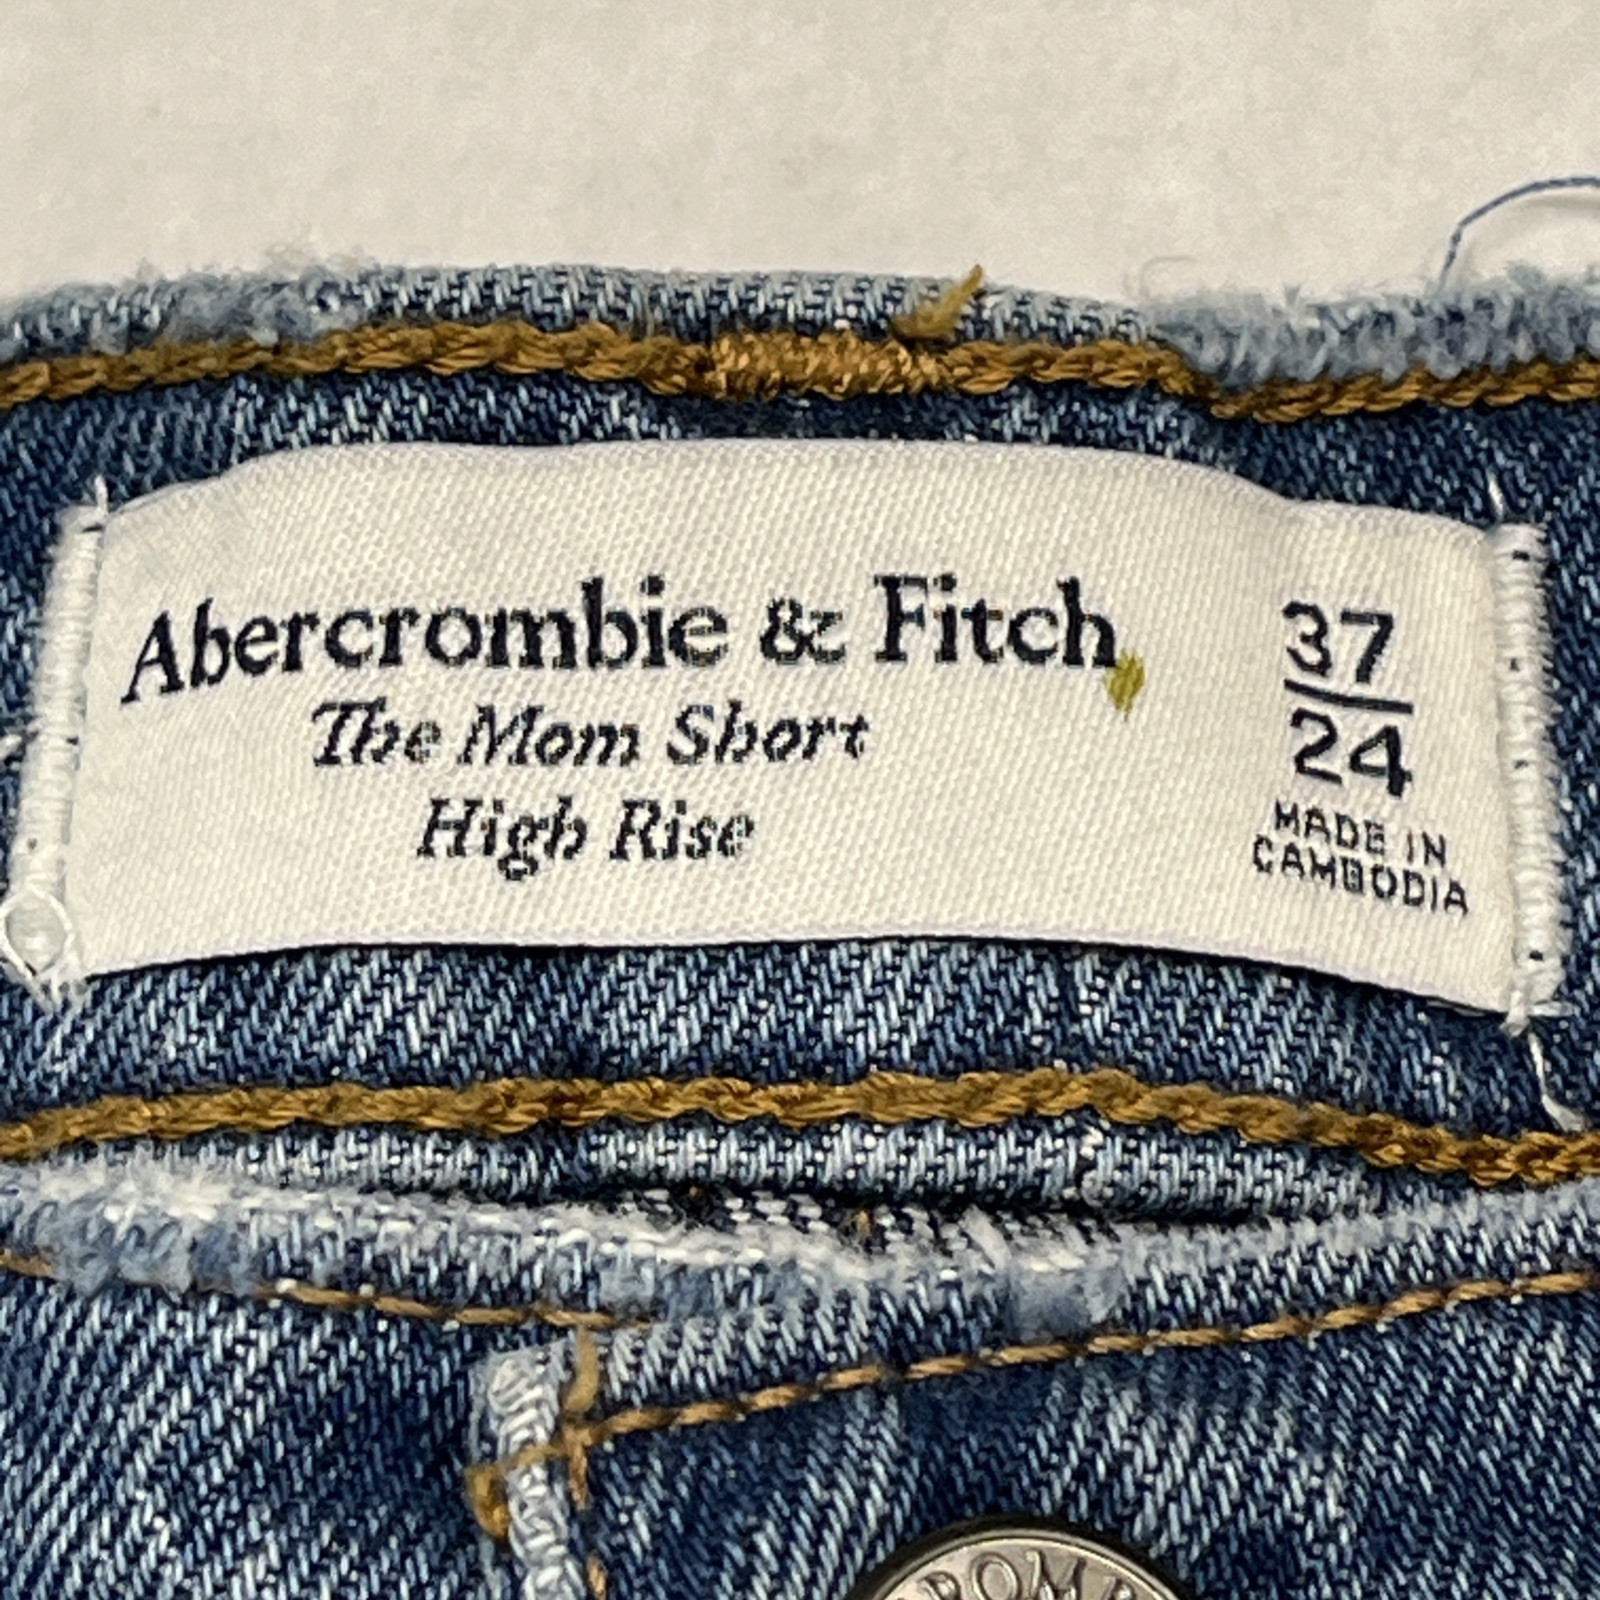 Abercrombie & Fitch
The Mom Short
High Rise
37
24
MADE IN
CAMBODIA